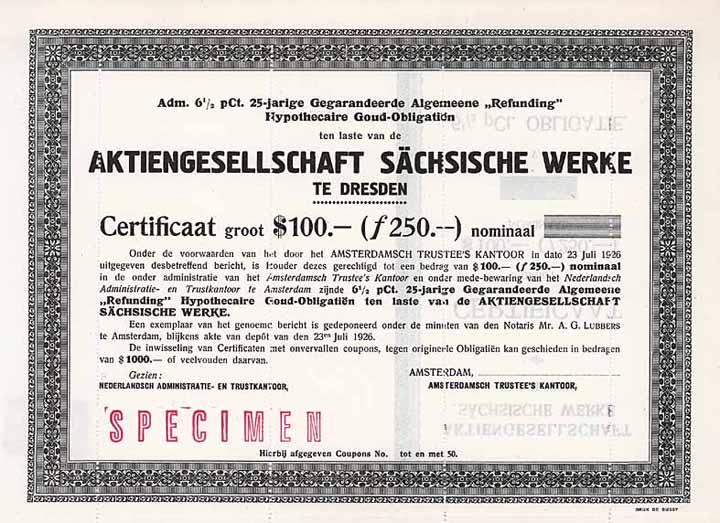 Adm. 6½ pCt. 25-jarige Gegarandeerde Algemeene „Refunding"
Hypothecaire Goud-Obligatiën
ten laste van de
AKTIENGESELLSCHAFT SÄCHSISCHE WERKE
TE DRESDEN
Certificaat groot $100.— (ƒ250.--) nominaal
Onder de voorwaarden van het door het AMSTERDAMSCH TRUSTEE'S KANTOOR in dato 23 Juli 1926
uitgegeven desbetreffend bericht, is houder dezes gerechtigd tot een bedrag van $100.— (ƒ250.—) nominaal
in de onder administratie van het Amsterdamsch Trustee's Kantoor en onder mede-bewaring van het Nederlandsch
Administratie- en Trustkantoor te Amsterdam zijnde 6½ pCt. 25-jarige Gegarandeerde Algemeene
„Refunding" Hypothecaire Goud-Obligatiën ten laste van de AKTIENGESELLSCHAFT
SÄCHSISCHE WERKE.
Een exemplaar van het genoemd bericht is gedeponeerd onder de minuten van den Notaris Mr. A. G. LUBBERS
te Amsterdam, blijkens akte van depôt van den 23en Juli 1926.
De inwisseling van Certificaten met onvervallen coupons, tegen originele Obligatiën kan geschieden in bedragen
van $1000.— of veelvouden daarvan.
Gezien:
AMSTERDAM,
NEDERLANDSCH ADMINISTRATIE- EN TRUSTKANTOOR,
AMSTERDAMSCH TRUSTEE'S KANTOOR,
SPECIMEN
Hierbij afgegeven Coupons No. tot en met 50.
DRUK DE BUSSY